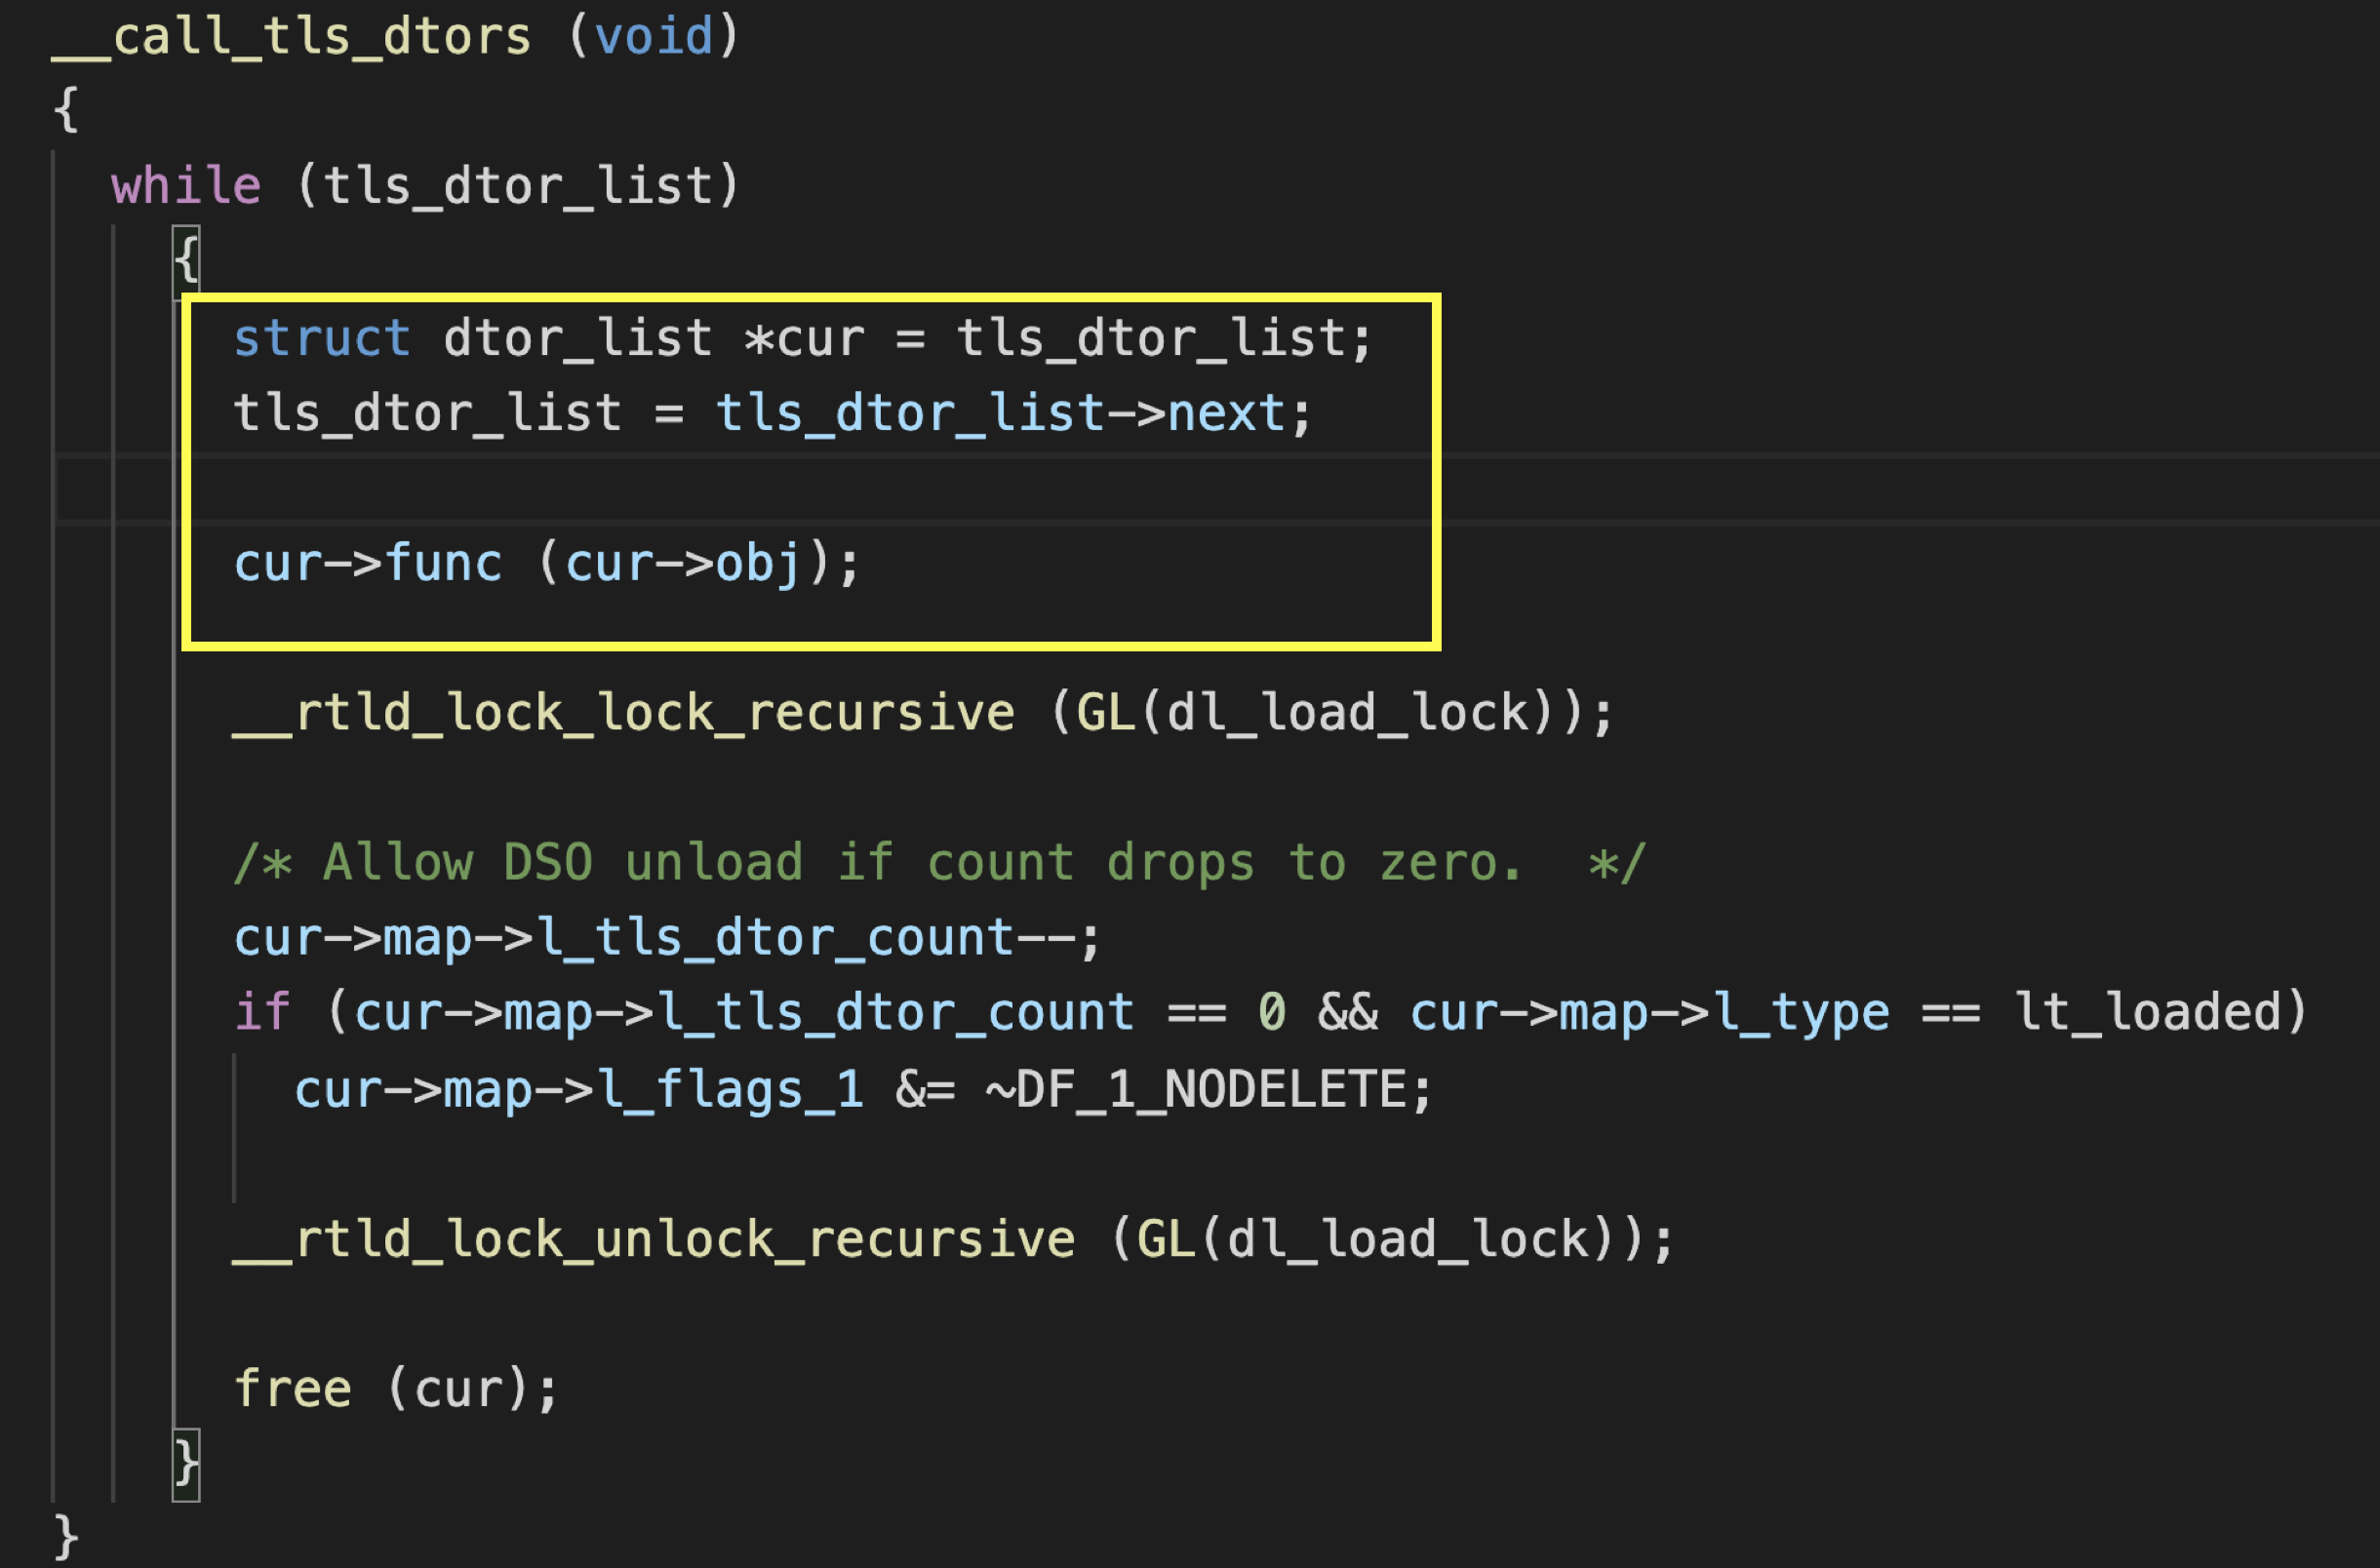 __call_tls_dtors (void)
{
while (tls_dtor_list)
{
struct dtor_list *cur = tls_dtor_list;
tls_dtor_list = tls_dtor_list->next;
cur->func (cur->obj);
__rtld_lock_lock_recursive (GL(dl_load_lock));
/* Allow DSO unload if count drops to zero.  */
cur->map->l_tls_dtor_count--;
if (cur->map->l_tls_dtor_count == 0 && cur->map->l_type == lt_loaded)
cur->map->l_flags_1 &= ~DF_1_NODELETE;
__rtld_lock_unlock_recursive (GL(dl_load_lock));
free (cur);
}
}